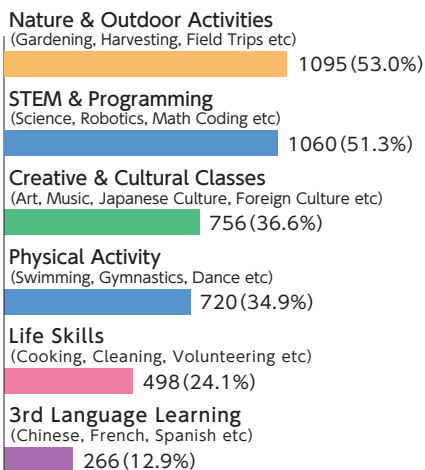 Nature & Outdoor Activities
(Gardening, Harvesting, Field Trips etc)
1095(53.0%)
STEM & Programming
(Science, Robotics, Math Coding etc)
1060(51.3%)
Creative & Cultural Classes
(Art, Music, Japanese Culture, Foreign Culture etc)
756(36.6%)
Physical Activity
(Swimming, Gymnastics, Dance etc)
720(34.9%)
Life Skills
(Cooking, Cleaning, Volunteering etc)
498(24.1%)
3rd Language Learning
(Chinese, French, Spanish etc)
266(12.9%)